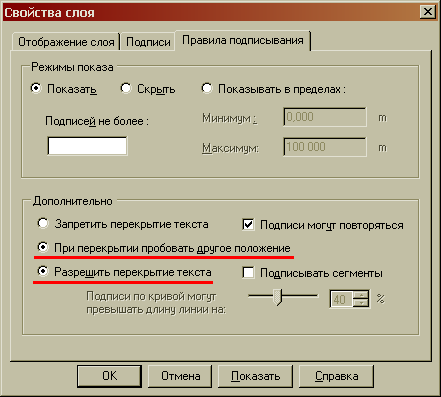 Свойства слоя
Отображение слоя Подписи Правила подписывания
Режимы показа
Показать Скрыть Показывать в пределах :
Подписей не более : Минимум : 0,000 m
Максимум: 100 000 m
Дополнительно
Запретить перекрытие текста Подписи могут повторяться
При перекрытии пробовать другое положение
Разрешить перекрытие текста Подписывать сегменты
Подписи по кривой могут
превышать длину линии на: 40 %
OK Отмена Показать Справка